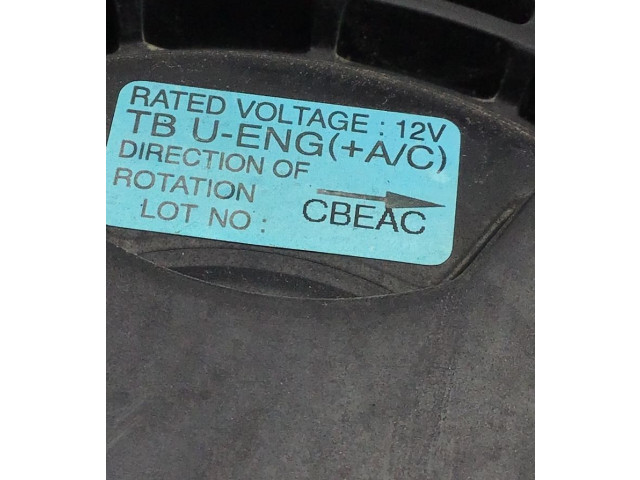 RATED VOLTAGE : 12V
TB U-ENG(+A/C)
DIRECTION OF
ROTATION
LOT NO : CBEAC